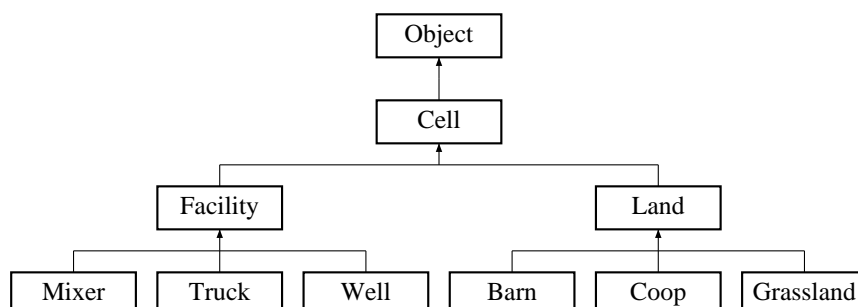 Object
Cell
Facility Land
Mixer Truck Well Barn Coop Grassland